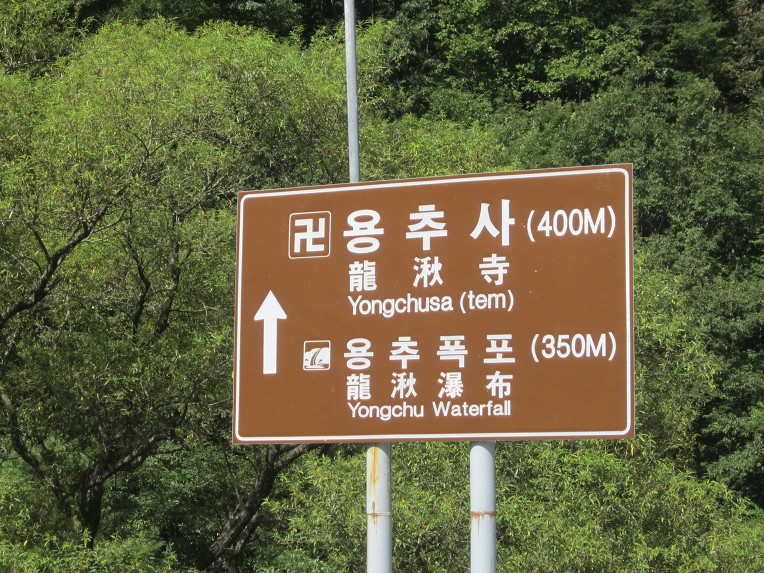 卍 용추사 (400M)
龍湫寺
Yongchusa (tem)
용추폭포 (350M)
龍湫瀑布
Yongchu Waterfall